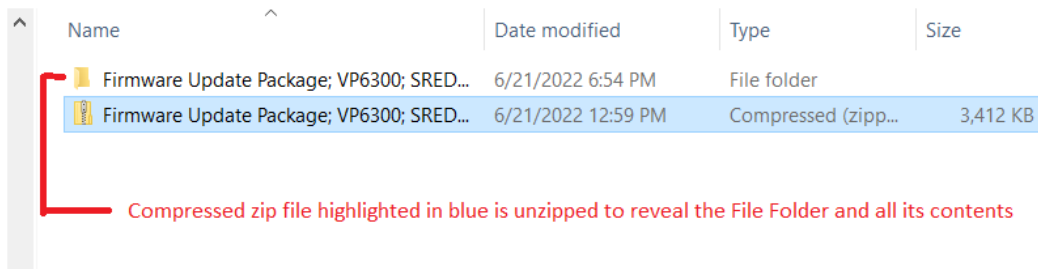 Name Date modified Type Size
Firmware Update Package; VP6300; SRED... 6/21/2022 6:54 PM File folder
Firmware Update Package; VP6300; SRED... 6/21/2022 12:59 PM Compressed (zipp... 3,412 KB
Compressed zip file highlighted in blue is unzipped to reveal the File Folder and all its contents